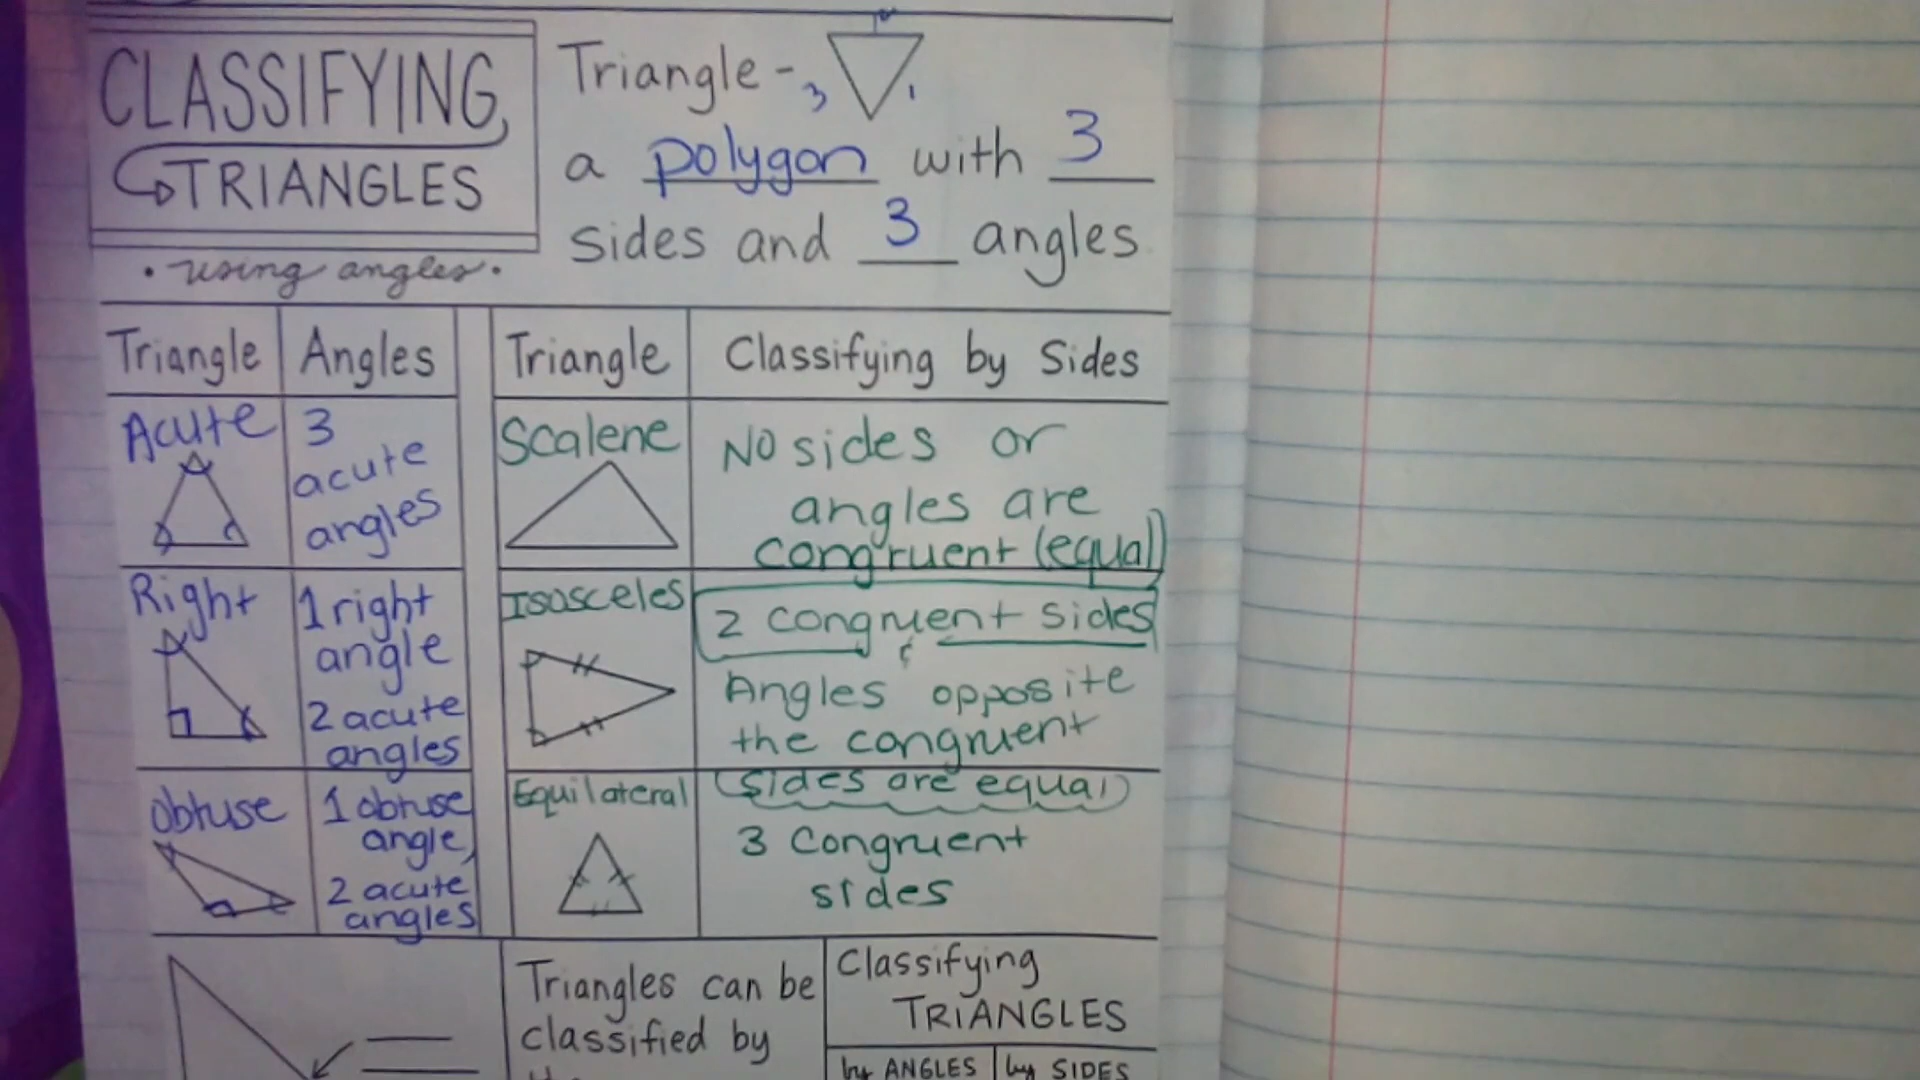 CLASSIFYING
TRIANGLES
using angles
Triangle -
3
1
a polygon with 3
sides and 3 angles
Triangle
Angles
Acute
3
acute
angles
Right
1 right
angle
2 acute
angles
Obtuse
1 obtuse
angle,
2 acute
angles
Triangle
Classifying by Sides
Scalene
No sides or
angles are
congruent (equal)
Isosceles
2 congruent sides
&
Angles opposite
the congruent
(sides are equal)
Equilateral
3 Congruent
sides
Triangles can be
classified by
Classifying
TRIANGLES
by ANGLES
by SIDES